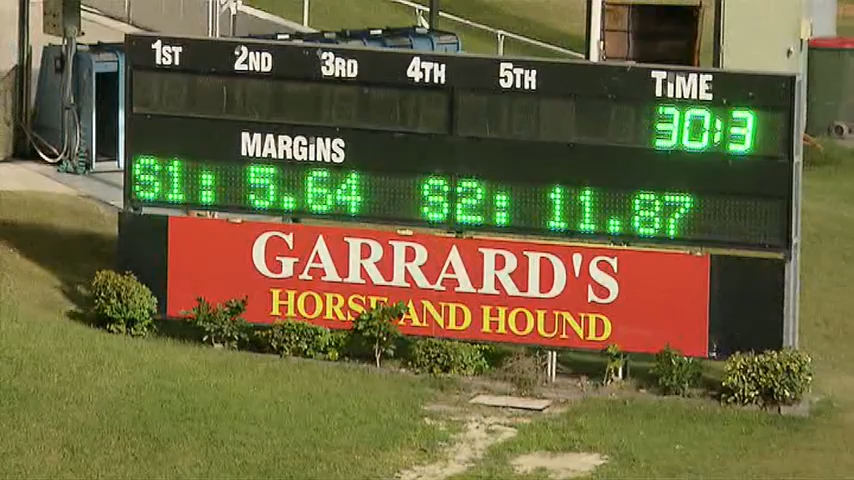 1ST 2ND 3RD 4TH 5TH TIME
30:3
MARGINS
S1: 5.64 S2: 11.87
GARRARD'S
HORSE AND HOUND